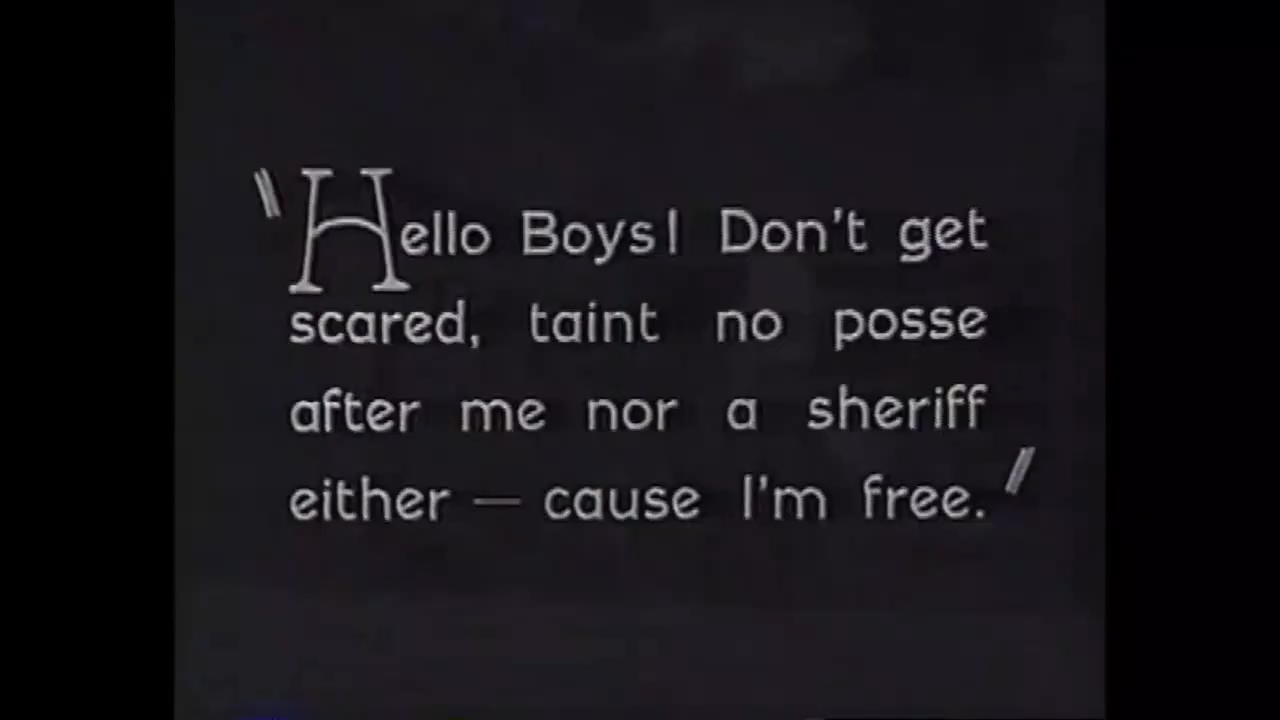 "Hello Boys! Don't get
scared, taint no posse
after me nor a sheriff
either — cause I'm free."